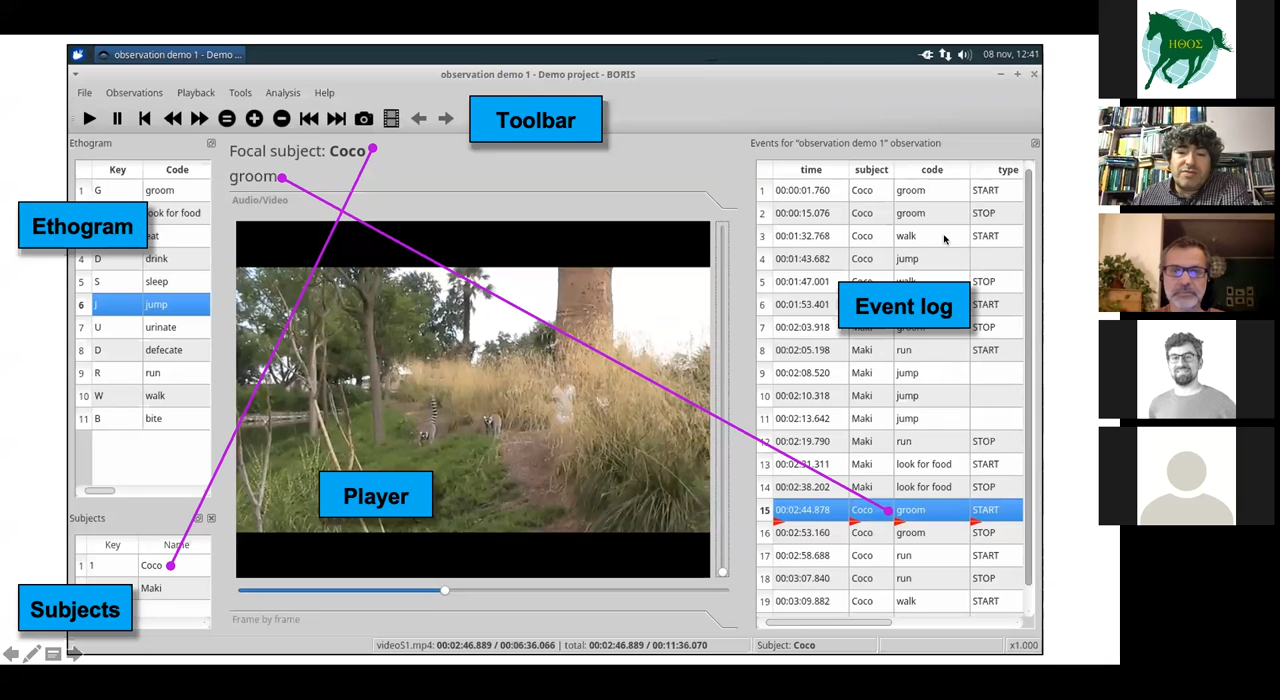 observation demo 1 - Demo ...
08 nov, 12:41
observation demo 1 - Demo project - BORIS
File Observations Playback Tools Analysis Help
Toolbar
Ethogram
Key Code
1 G groom
look for food
eat
4 D drink
5 S sleep
6 J jump
7 U urinate
8 D defecate
9 R run
10 W walk
11 B bite
Ethogram
Subjects
Key Name
1 1 Coco
Maki
Subjects
Focal subject: Coco
groom
Audio/Video
Player
Frame by frame
Events for “observation demo 1” observation
time subject code type
1 00:00:01.760 Coco groom START
2 00:00:15.076 Coco groom STOP
3 00:01:32.768 Coco walk START
4 00:01:43.682 Coco jump
5 00:01:47.001 Coco walk STOP
6 00:01:53.401 START
7 00:02:03.918 Maki groom STOP
8 00:02:05.198 Maki run START
9 00:02:08.520 Maki jump
10 00:02:10.318 Maki jump
11 00:02:13.642 Maki jump
12 00:02:19.790 Maki run STOP
13 00:02:31.311 Maki look for food START
14 00:02:38.202 Maki look for food STOP
15 00:02:44.878 Coco groom START
16 00:02:53.160 Coco groom STOP
17 00:02:58.688 Coco run START
18 00:03:07.840 Coco run STOP
19 00:03:09.882 Coco walk START
Event log
videoS1.mp4: 00:02:46.889 / 00:06:36.066 | total: 00:02:46.889 / 00:11:36.070
Subject: Coco
x1.000
ΗΘΟΣ